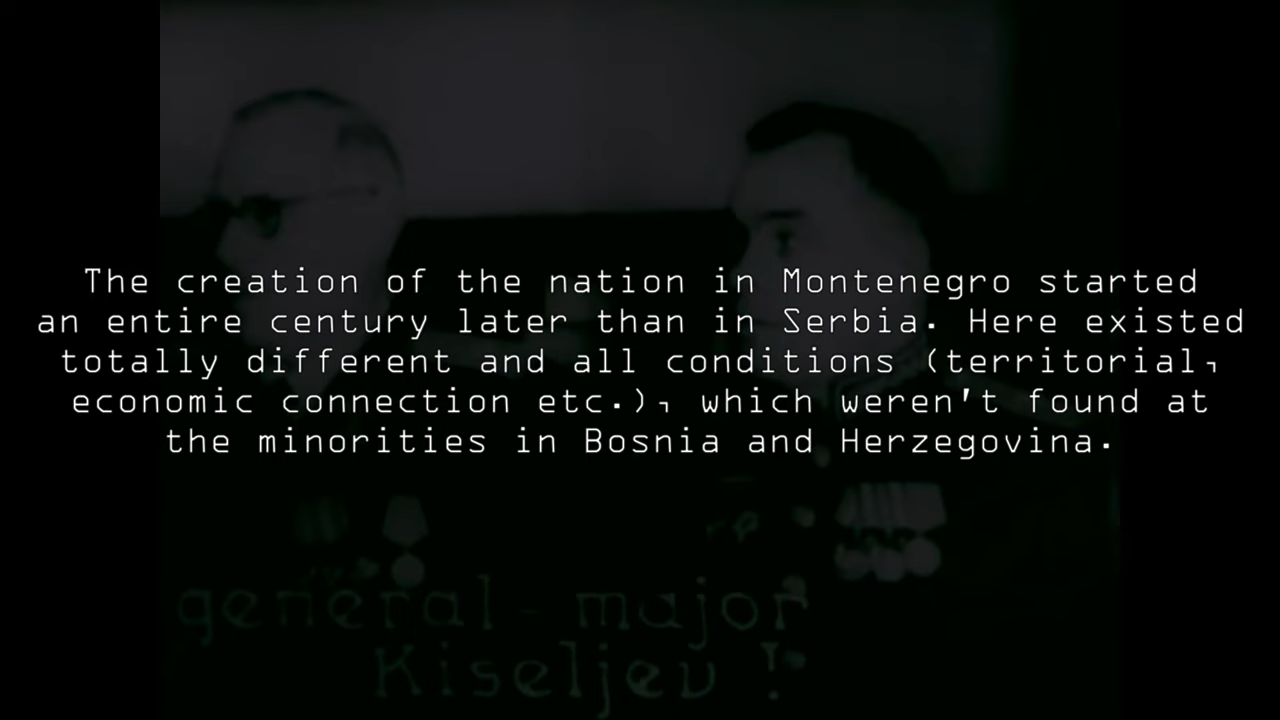 The creation of the nation in Montenegro started
an entire century later than in Serbia. Here existed
totally different and all conditions (territorial,
economic connection etc.), which weren't found at
the minorities in Bosnia and Herzegovina.
general-major
Kiseljev !